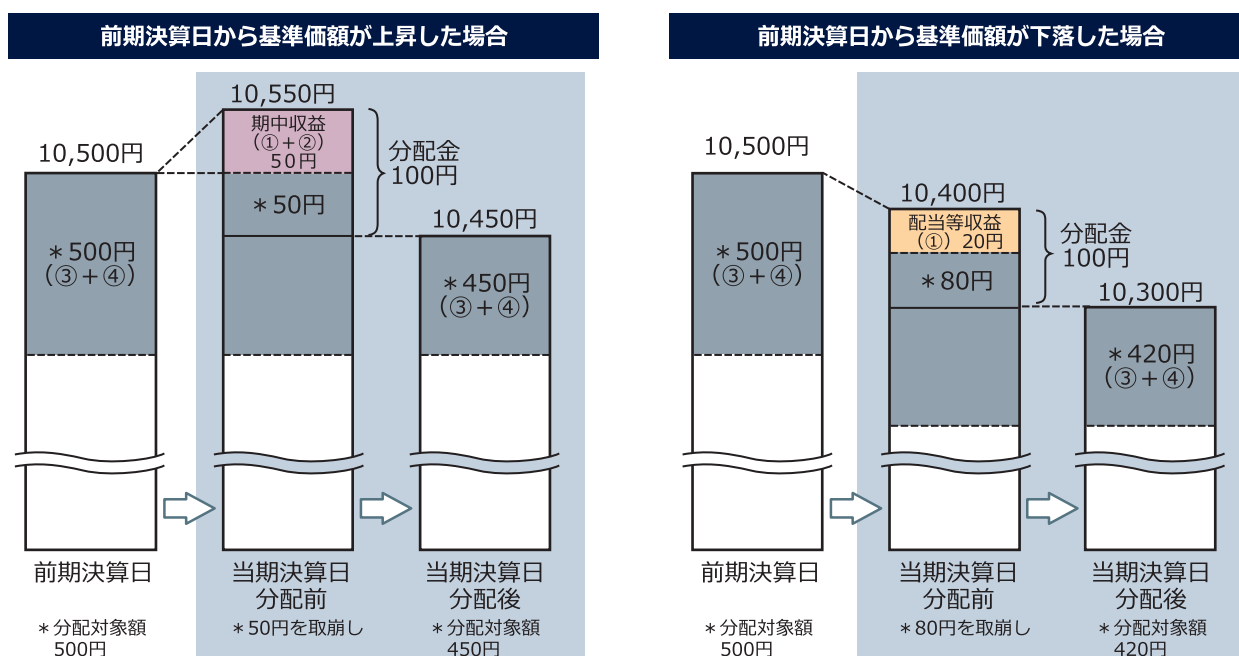 前期決算日から基準価額が上昇した場合
10,500円
＊500円
（③＋④）
10,550円
期中収益
（①＋②）
50円
＊50円
分配金
100円
10,450円
＊450円
（③＋④）
前期決算日
当期決算日
分配前
当期決算日
分配後
＊分配対象額
500円
＊50円を取崩し
＊分配対象額
450円
前期決算日から基準価額が下落した場合
10,500円
＊500円
（③＋④）
10,400円
配当等収益
（①）20円
＊80円
分配金
100円
10,300円
＊420円
（③＋④）
前期決算日
当期決算日
分配前
当期決算日
分配後
＊分配対象額
500円
＊80円を取崩し
＊分配対象額
420円